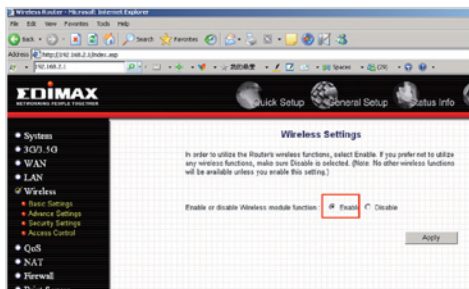 Wireless Router - Microsoft Internet Explorer
File Edit View Favorites Tools Help
Back Search Favorites
Address http://192.168.2.1/index.asp
192.168.2.1
EDIMAX
NETWORKING PEOPLE TOGETHER
Quick Setup General Setup Status Info
System
3G/3.5G
WAN
LAN
Wireless
Basic Settings
Advance Settings
Security Settings
Access Control
QoS
NAT
Firewall
Wireless Settings
In order to utilize the Router's wireless functions, select Enable. If you prefer not to utilize
any wireless functions, make sure Disable is selected. (Note: No other wireless functions
will be available unless you enable this setting.)
Enable or disable Wireless module function : Enable Disable
Apply